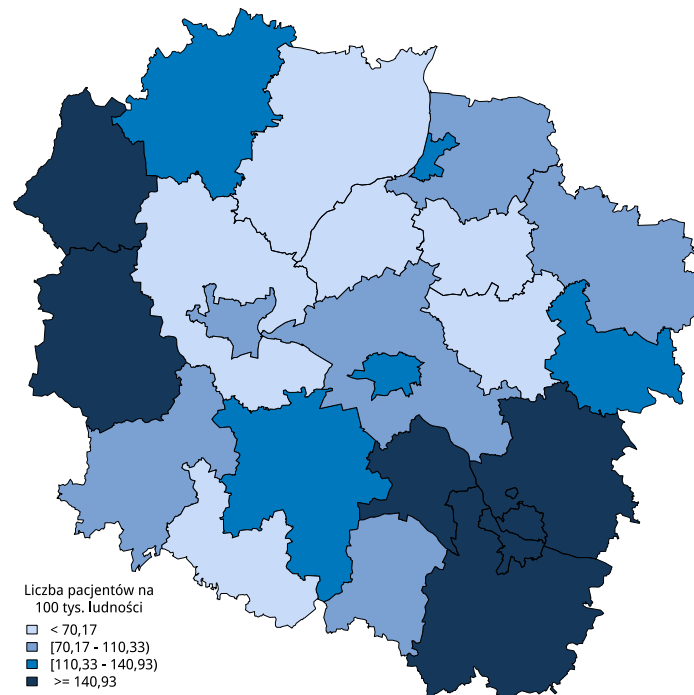 Liczba pacjentów na
100 tys. ludności
< 70,17
[70,17 - 110,33)
[110,33 - 140,93)
>= 140,93